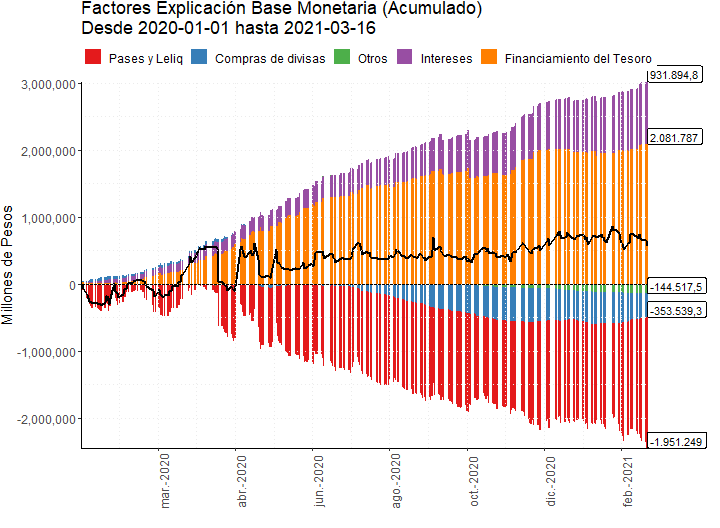 Factores Explicación Base Monetaria (Acumulado)
Desde 2020-01-01 hasta 2021-03-16
Pases y Leliq Compras de divisas Otros Intereses Financiamiento del Tesoro
931.894,8
3,000,000
2.081.787
2,000,000
1,000,000
Millones de Pesos
0
-144.517,5
-353.539,3
-1,000,000
-2,000,000
-1.951.249
mar.-2020
abr.-2020
jun.-2020
ago.-2020
oct.-2020
dic.-2020
feb.-2021